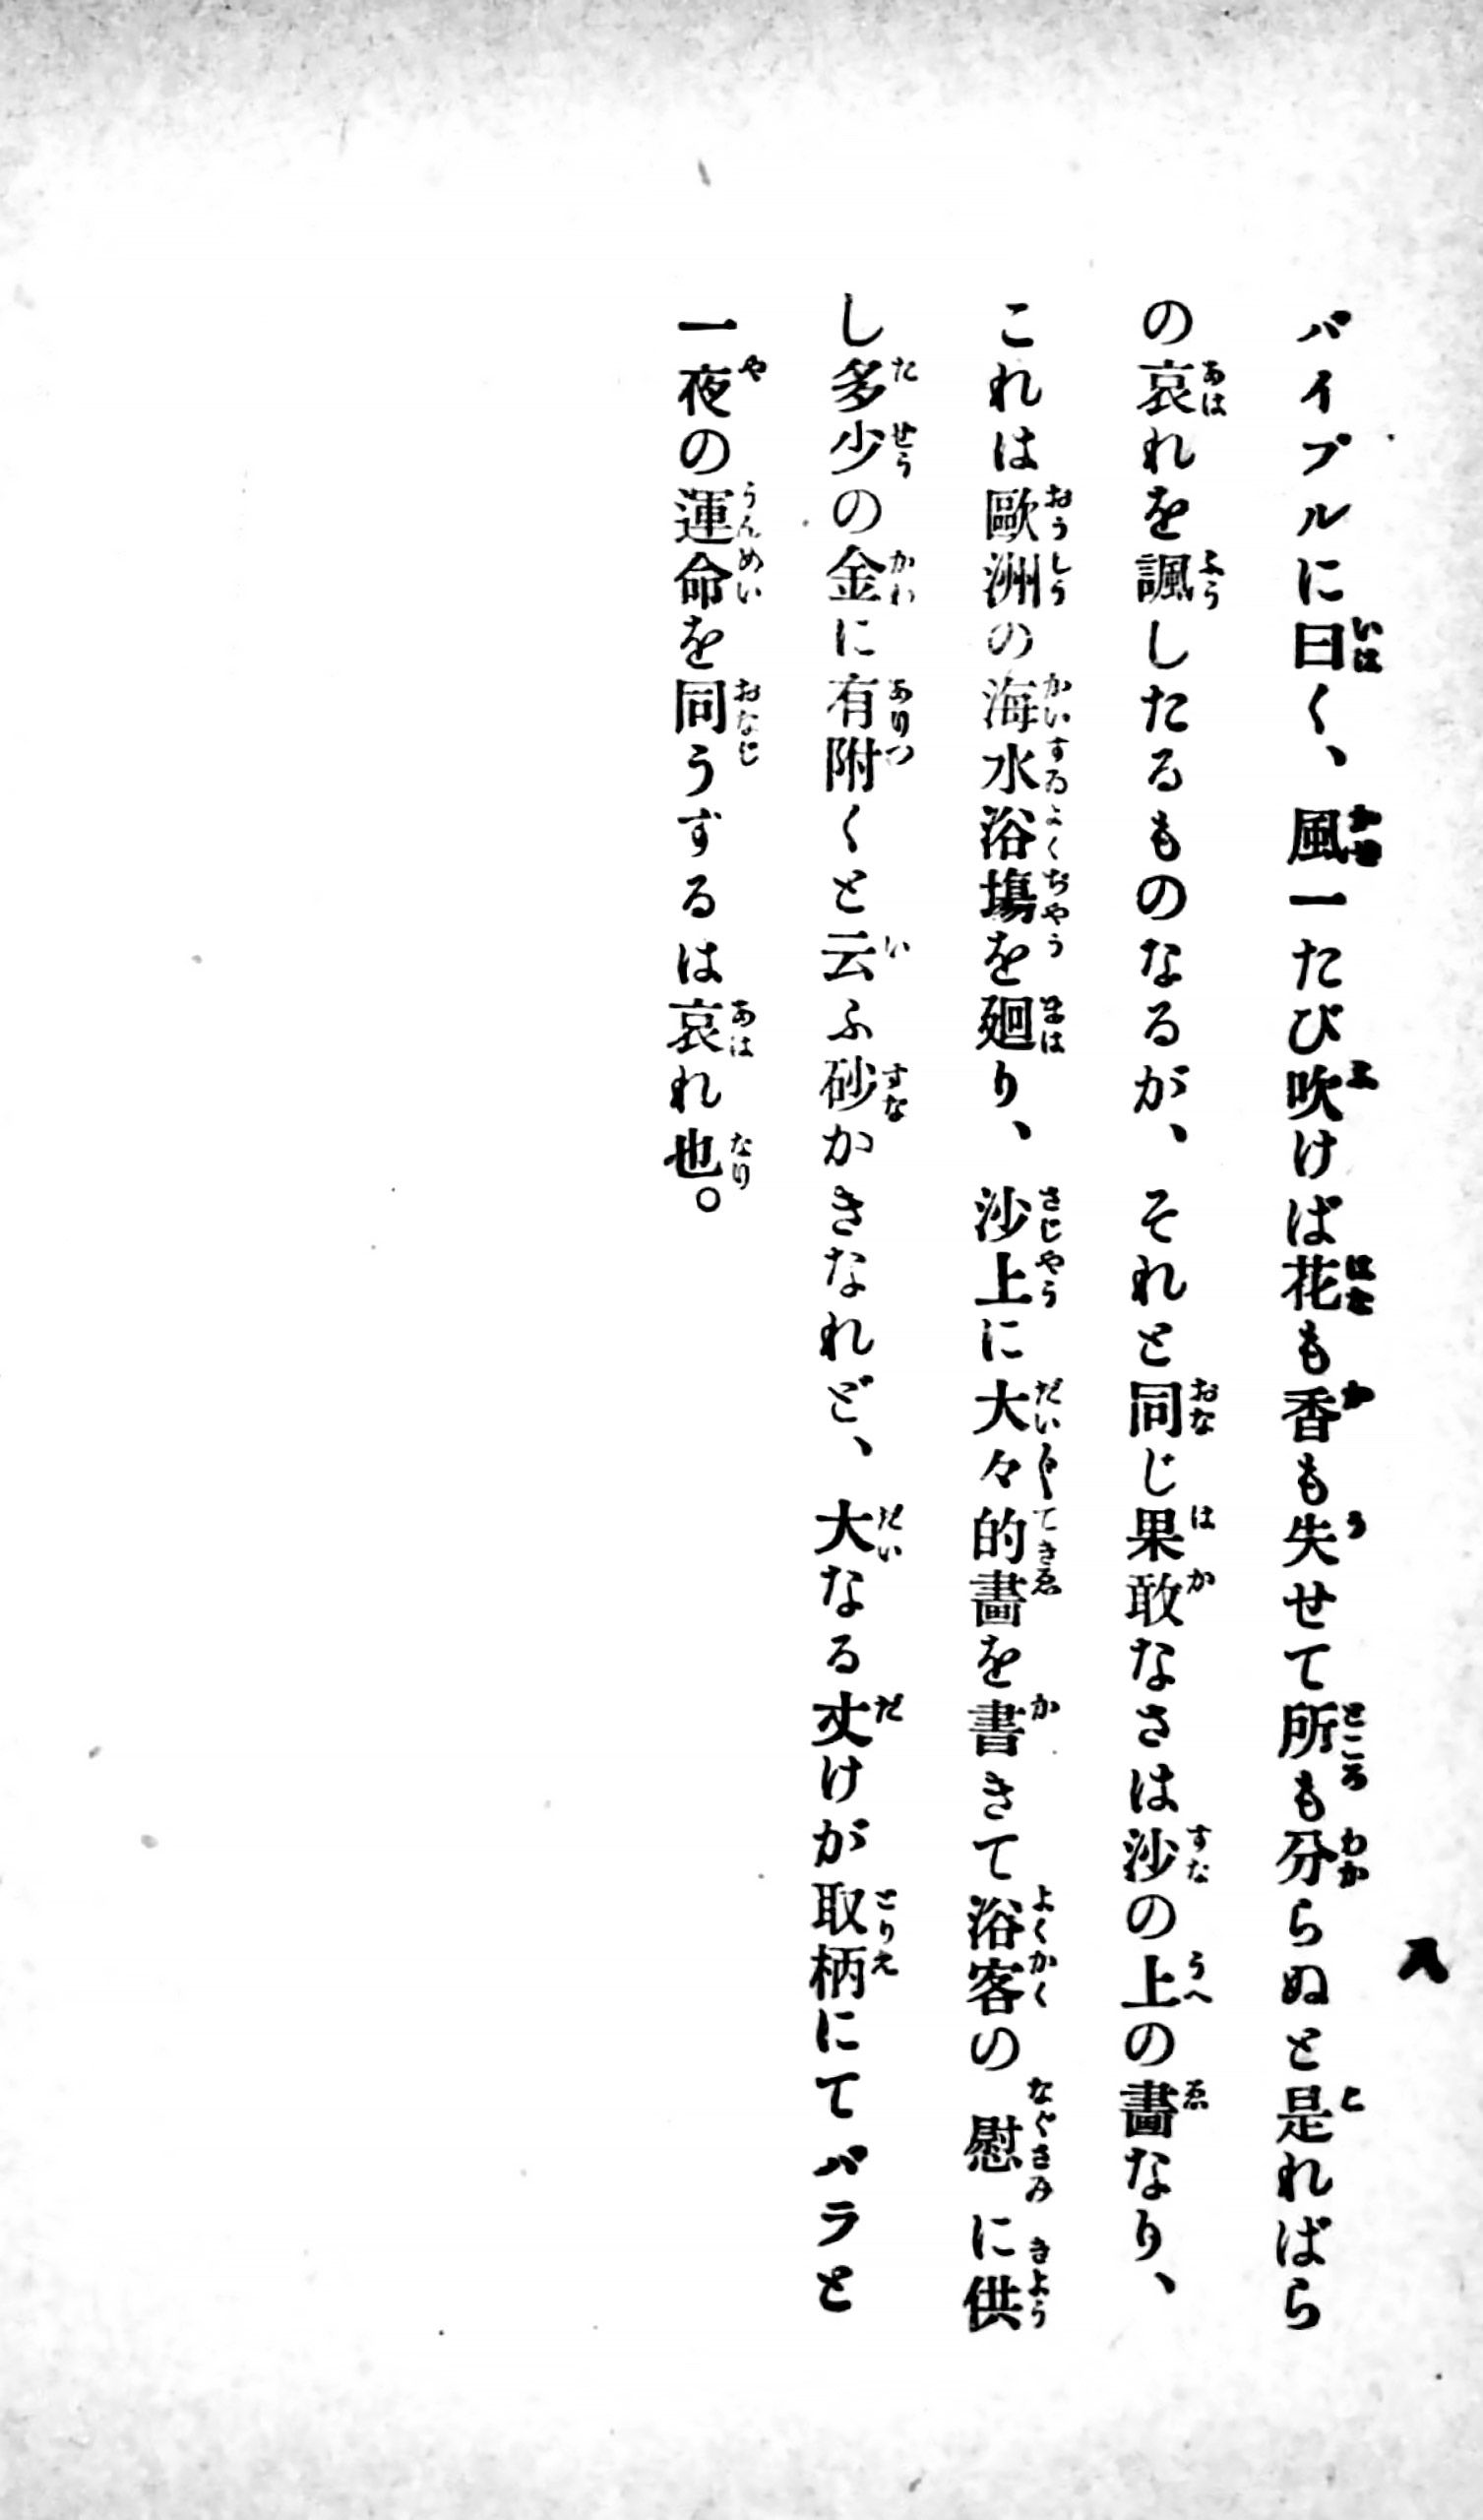 八
バイブルに曰く、風一たび吹けば花も香も失せて所も分らぬと是ればら
の哀れを諷したるものなるが、それと同じ果敢なさは沙の上の畵なり、
これは歐洲の海水浴塲を廻り、沙上に大々的畵を書きて浴客の慰に供
し多少の金に有附くと云ふ砂かきなれど、大なる丈けが取柄にてバラと
一夜の運命を同うするは哀れ也。